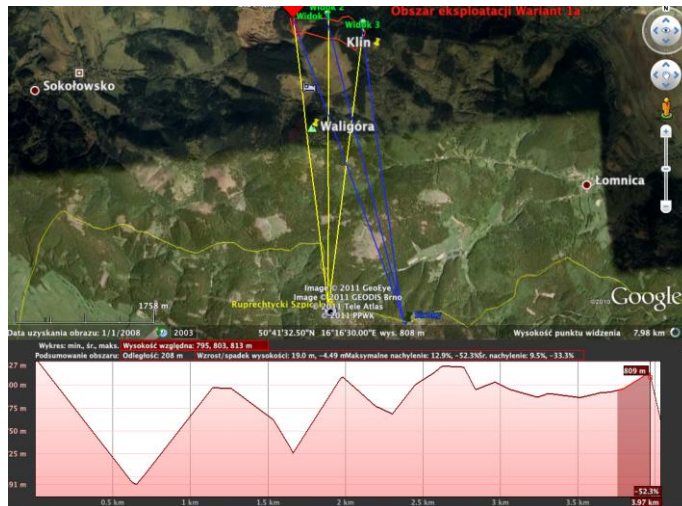 Obszar eksploatacji Wariant 1a
N
Widok 2
Widok
Widok 3
Klin
Sokołowsko
Waligóra
Łomnica
Image © 2011 GeoEye
Ruprechtycki Szpic
Image © 2011 GEODIS Brno
© 2011 Tele Atlas
© 2011 PPWK
©2010 Google
1758 m
Data uzyskania obrazu: 1/1/2008
2003
50°41'32.50"N 16°16'30.00"E wys. 808 m
Wysokość punktu widzenia 7.98 km
Wykres: min., śr., maks. Wysokość względna: 795, 803, 813 m
Podsumowanie obszaru: Odległość: 208 m Wzrost/spadek wysokości: 19.0 m, -4.49 mMaksymalne nachylenie: 12.9%, -52.3%Śr. nachylenie: 9.5%, -33.3%
27 m
809 m
75 m
50 m
91 m
-52.3%
0.5 km
1 km
1.5 km
2 km
2.5 km
3 km
3.5 km
3.97 km